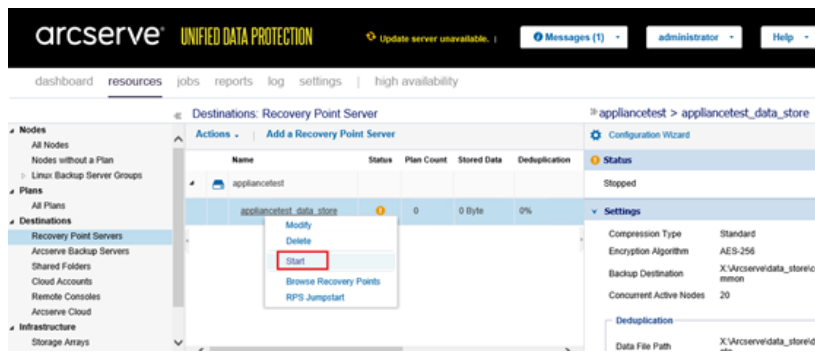 arcserve® UNIFIED DATA PROTECTION Update server unavailable. | Messages (1) administrator Help
dashboard resources jobs reports log settings | high availability
Nodes
All Nodes
Nodes without a Plan
Linux Backup Server Groups
Plans
All Plans
Destinations
Recovery Point Servers
Arcserve Backup Servers
Shared Folders
Cloud Accounts
Remote Consoles
Arcserve Cloud
Infrastructure
Storage Arrays
Destinations: Recovery Point Server
Actions | Add a Recovery Point Server
Name Status Plan Count Stored Data Deduplication
appliancetest
appliancetest_data_store 0 0 Byte 0%
Modify
Delete
Start
Browse Recovery Points
RPS Jumpstart
appliancetest > appliancetest_data_store
Configuration Wizard
Status
Stopped
Settings
Compression Type Standard
Encryption Algorithm AES-256
Backup Destination X:\Arcserve\data_store\c
mmon
Concurrent Active Nodes 20
Deduplication
Data File Path X:\Arcserve\data_store\d